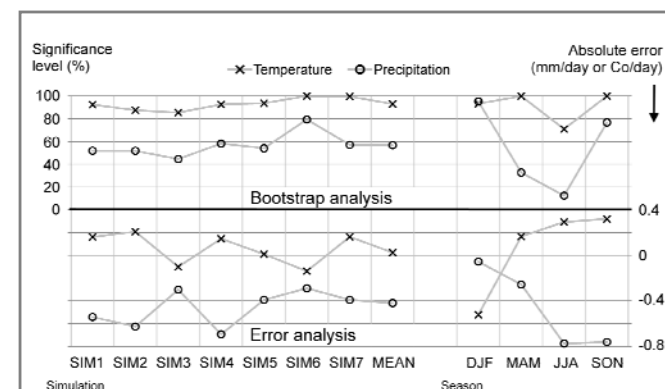 Significance
level (%)
Absolute error
(mm/day or Co/day)
Temperature Precipitation
100
80
60
40
20
0
Bootstrap analysis
0.4
0
-0.4
-0.8
Error analysis
SIM1 SIM2 SIM3 SIM4 SIM5 SIM6 SIM7 MEAN DJF MAM JJA SON
Simulation Season